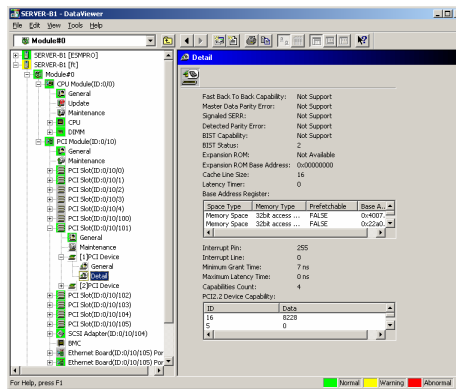 SERVER-B1 - DataViewer
File Edit View Tools Help
Module#0
SERVER-B1 [ESMPRO]
SERVER-B1 [ft]
Module#0
CPU Module(ID:0/0)
General
Update
Maintenance
CPU
DIMM
PCI Module(ID:0/10)
General
Maintenance
PCI Slot(ID:0/10/0)
PCI Slot(ID:0/10/1)
PCI Slot(ID:0/10/2)
PCI Slot(ID:0/10/3)
PCI Slot(ID:0/10/4)
PCI Slot(ID:0/10/100)
PCI Slot(ID:0/10/101)
General
Maintenance
[1]PCI Device
General
Detail
[2]PCI Device
PCI Slot(ID:0/10/102)
PCI Slot(ID:0/10/103)
PCI Slot(ID:0/10/104)
PCI Slot(ID:0/10/105)
SCSI Adapter(ID:0/10/104)
BMC
Ethernet Board(ID:0/10/105) Por
Ethernet Board(ID:0/10/105) Por
Detail
Fast Back To Back Capability: Not Support
Master Data Parity Error: Not Support
Signaled SERR: Not Support
Detected Parity Error: Not Support
BIST Capability: Not Support
BIST Status: 2
Expansion ROM: Not Available
Expansion ROM Base Address: 0x00000000
Cache Line Size: 16
Latency Timer: 0
Base Address Register:
Space Type Memory Type Prefetchable Base A...
Memory Space 32bit access ... FALSE 0x4007.
Memory Space 32bit access ... FALSE 0x22a0.
Interrupt Pin: 255
Interrupt Line: 0
Minimum Grant Time: 7 ns
Maximum Latency Time: 0 ns
Capabilities Count: 4
PCI2.2 Device Capability:
ID Data
16 8228
5 0
For Help, press F1
Normal Warning Abnormal